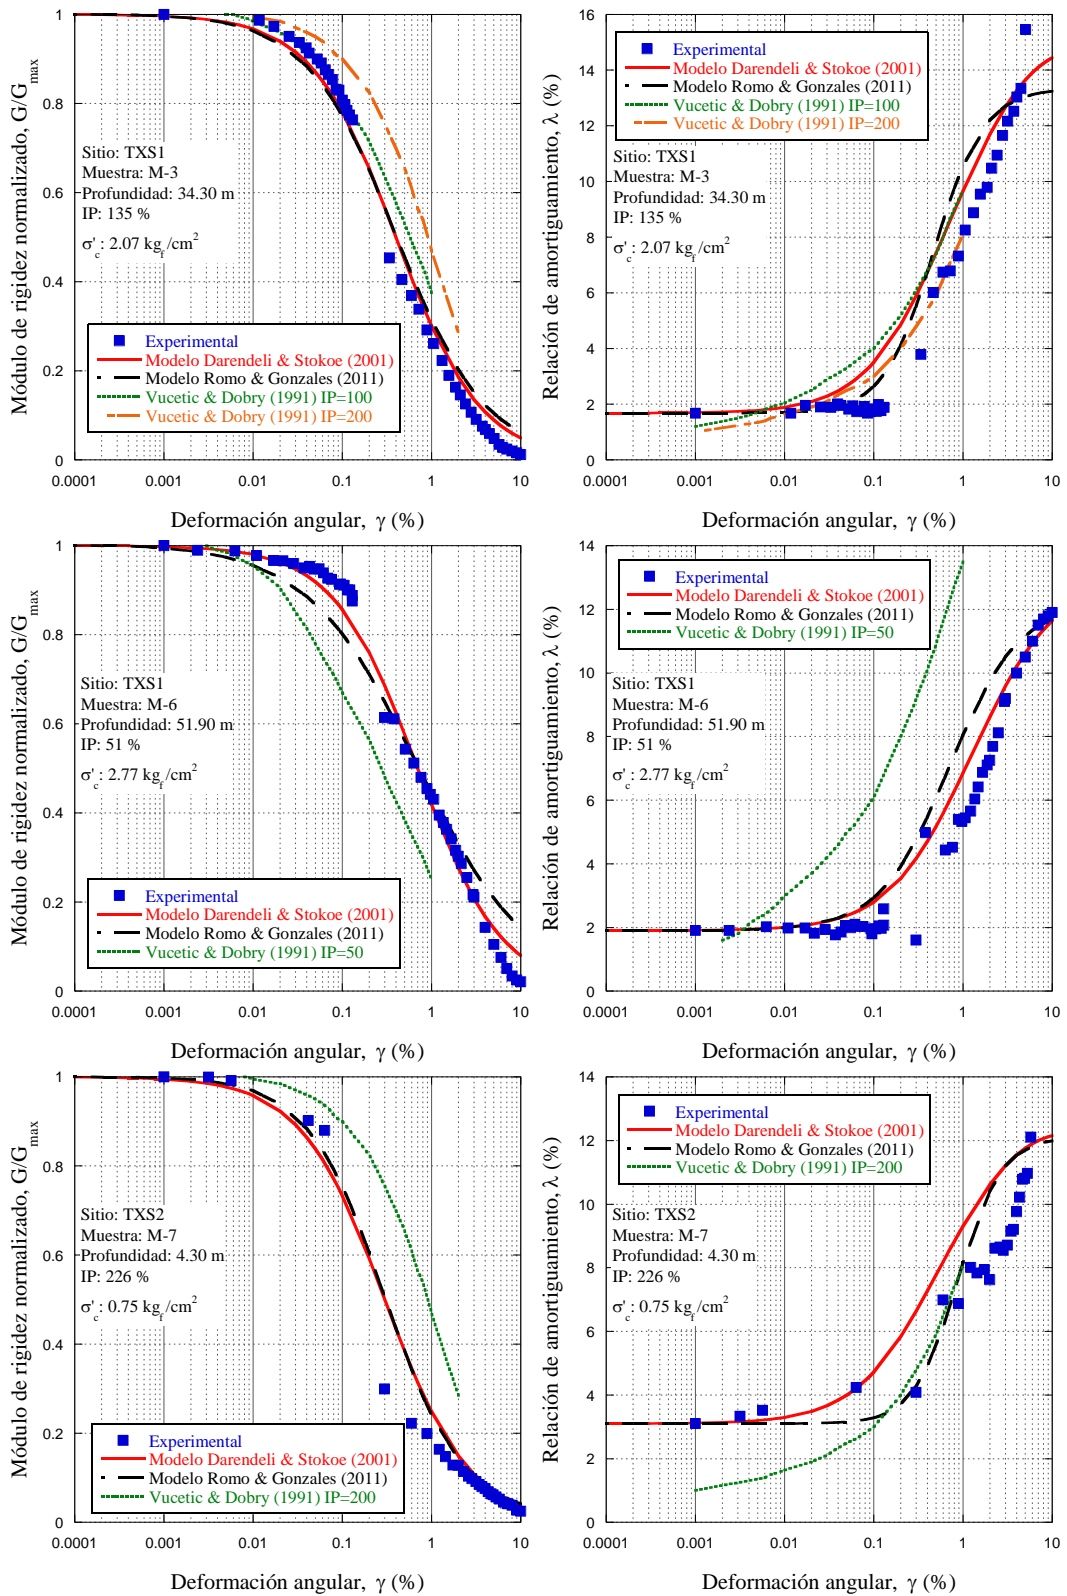 Módulo de rigidez normalizado, G/Gmax
1
0.8
0.6
0.4
0.2
0
0.0001 0.001 0.01 0.1 1 10
Deformación angular, γ (%)
Sitio: TXS1
Muestra: M-3
Profundidad: 34.30 m
IP: 135 %
σ'c : 2.07 kgf/cm2
Experimental
Modelo Darendeli & Stokoe (2001)
Modelo Romo & Gonzales (2011)
Vucetic & Dobry (1991) IP=100
Vucetic & Dobry (1991) IP=200
Relación de amortiguamiento, λ (%)
16
14
12
10
8
6
4
2
0
0.0001 0.001 0.01 0.1 1 10
Deformación angular, γ (%)
Experimental
Modelo Darendeli & Stokoe (2001)
Modelo Romo & Gonzales (2011)
Vucetic & Dobry (1991) IP=100
Vucetic & Dobry (1991) IP=200
Sitio: TXS1
Muestra: M-3
Profundidad: 34.30 m
IP: 135 %
σ'c : 2.07 kgf/cm2
Módulo de rigidez normalizado, G/Gmax
1
0.8
0.6
0.4
0.2
0
0.0001 0.001 0.01 0.1 1 10
Deformación angular, γ (%)
Sitio: TXS1
Muestra: M-6
Profundidad: 51.90 m
IP: 51 %
σ'c : 2.77 kgf/cm2
Experimental
Modelo Darendeli & Stokoe (2001)
Modelo Romo & Gonzales (2011)
Vucetic & Dobry (1991) IP=50
Relación de amortiguamiento, λ (%)
14
12
10
8
6
4
2
0
0.0001 0.001 0.01 0.1 1 10
Deformación angular, γ (%)
Experimental
Modelo Darendeli & Stokoe (2001)
Modelo Romo & Gonzales (2011)
Vucetic & Dobry (1991) IP=50
Sitio: TXS1
Muestra: M-6
Profundidad: 51.90 m
IP: 51 %
σ'c : 2.77 kgf/cm2
Módulo de rigidez normalizado, G/Gmax
1
0.8
0.6
0.4
0.2
0
0.0001 0.001 0.01 0.1 1 10
Deformación angular, γ (%)
Sitio: TXS2
Muestra: M-7
Profundidad: 4.30 m
IP: 226 %
σ'c : 0.75 kgf/cm2
Experimental
Modelo Darendeli & Stokoe (2001)
Modelo Romo & Gonzales (2011)
Vucetic & Dobry (1991) IP=200
Relación de amortiguamiento, λ (%)
14
12
10
8
6
4
2
0
0.0001 0.001 0.01 0.1 1 10
Deformación angular, γ (%)
Experimental
Modelo Darendeli & Stokoe (2001)
Modelo Romo & Gonzales (2011)
Vucetic & Dobry (1991) IP=200
Sitio: TXS2
Muestra: M-7
Profundidad: 4.30 m
IP: 226 %
σ'c : 0.75 kgf/cm2